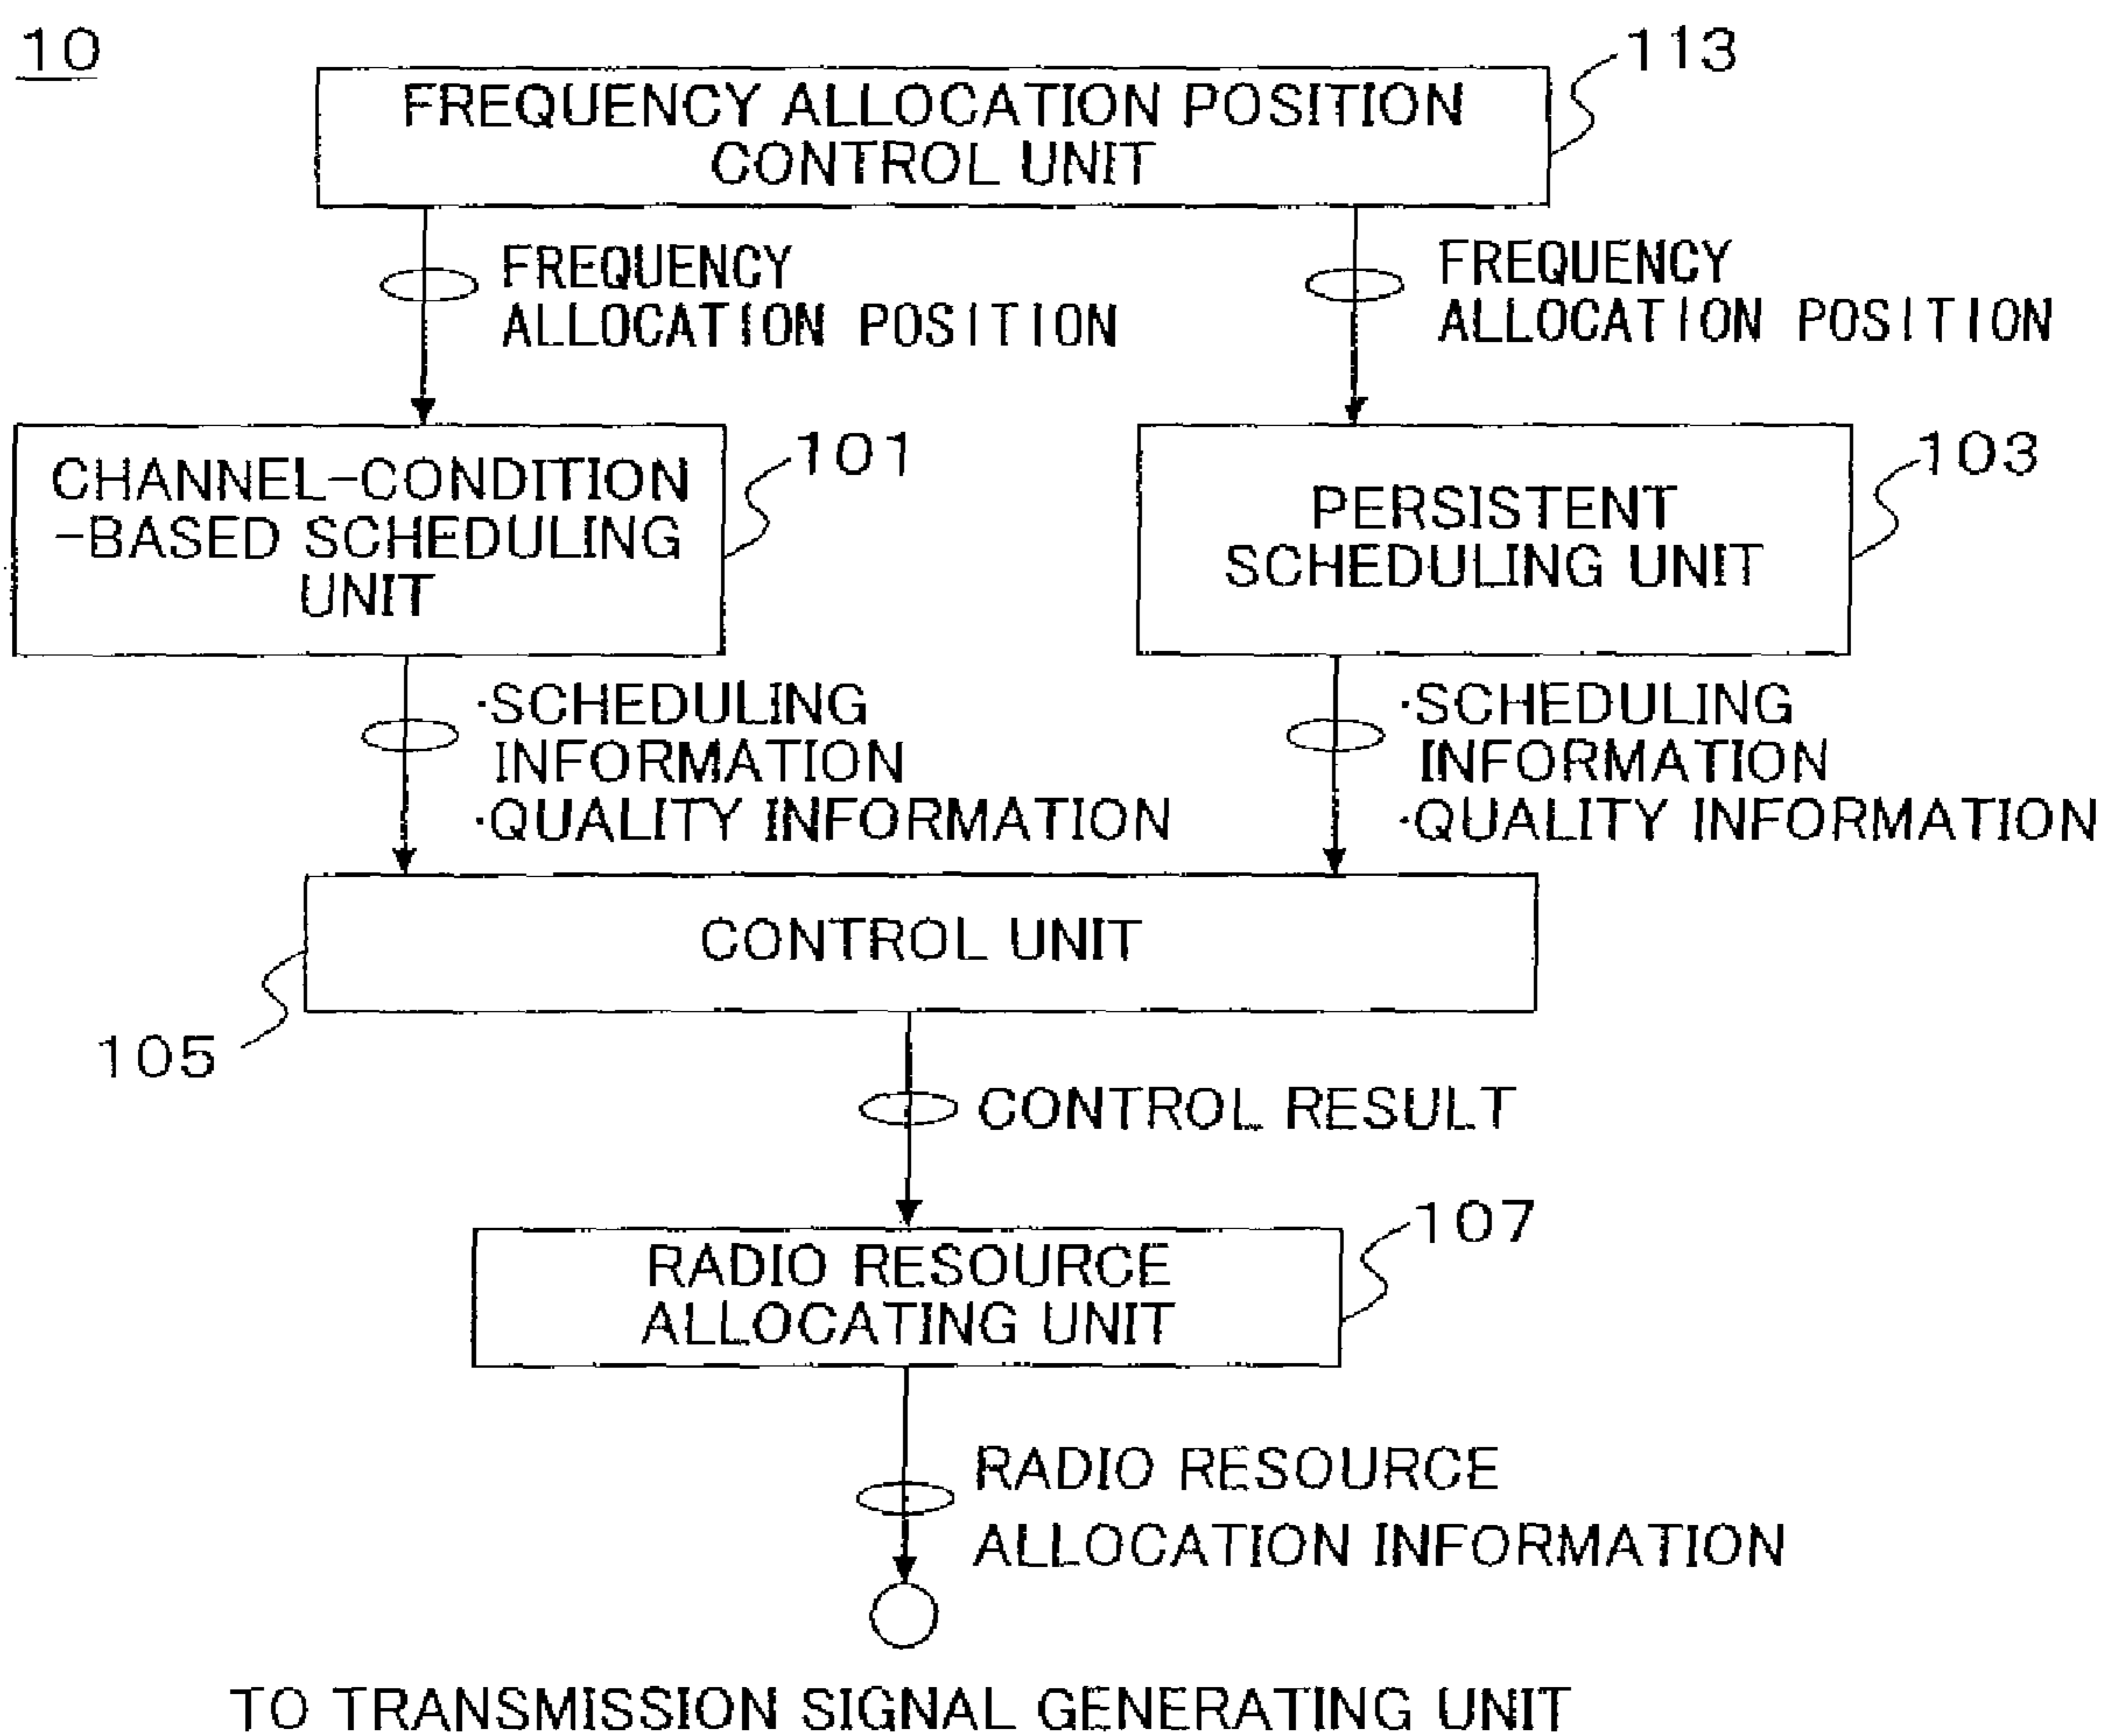 10
113
FREQUENCY ALLOCATION POSITION
CONTROL UNIT
FREQUENCY
ALLOCATION POSITION
FREQUENCY
ALLOCATION POSITION
101
CHANNEL-CONDITION
-BASED SCHEDULING
UNIT
103
PERSISTENT
SCHEDULING UNIT
·SCHEDULING
INFORMATION
·QUALITY INFORMATION
·SCHEDULING
INFORMATION
·QUALITY INFORMATION
CONTROL UNIT
105
CONTROL RESULT
107
RADIO RESOURCE
ALLOCATING UNIT
RADIO RESOURCE
ALLOCATION INFORMATION
TO TRANSMISSION SIGNAL GENERATING UNIT